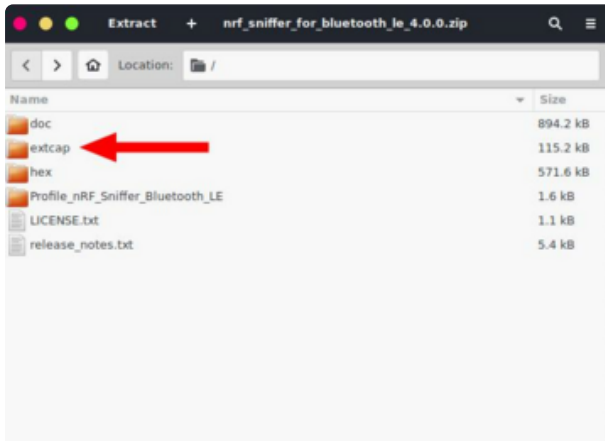 Extract + nrf_sniffer_for_bluetooth_le_4.0.0.zip
< > Location: /
Name Size
doc 894.2 kB
extcap 115.2 kB
hex 571.6 kB
Profile_nRF_Sniffer_Bluetooth_LE 1.6 kB
LICENSE.txt 1.1 kB
release_notes.txt 5.4 kB